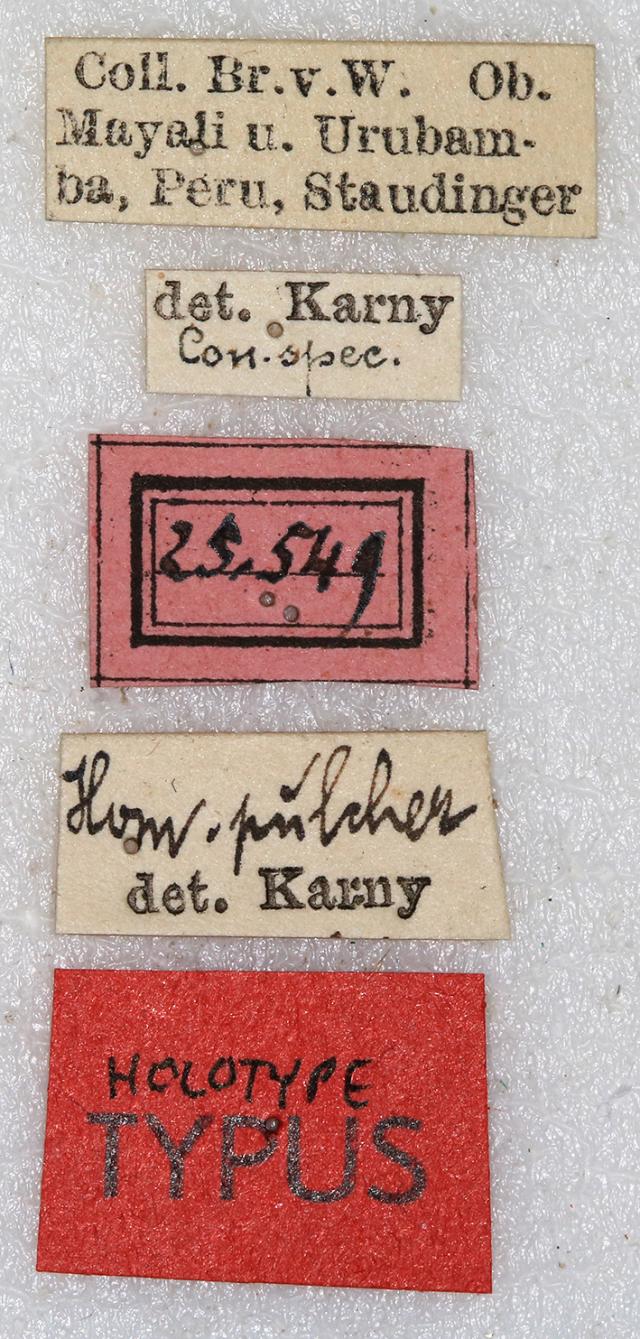 Coll. Br.v.W. Ob.
Mayali u. Urubam-
ba, Peru, Staudinger
det. Karny
Con. spec.
25.549
Hom. pulcher
det. Karny
HOLOTYPE
TYPUS